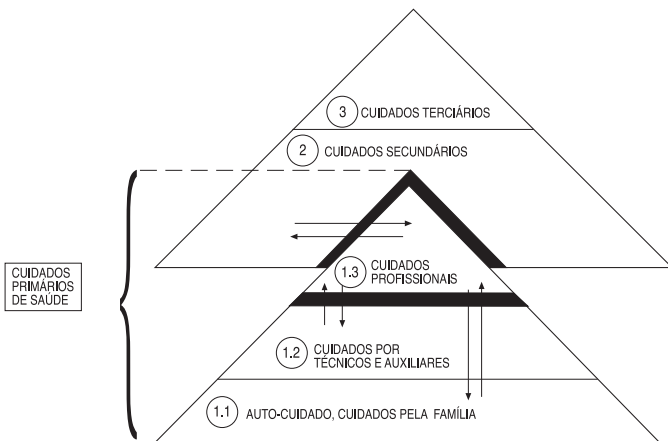 3 CUIDADOS TERCIÁRIOS
2 CUIDADOS SECUNDÁRIOS
CUIDADOS
PRIMÁRIOS
DE SAÚDE
1.3 CUIDADOS
PROFISSIONAIS
1.2 CUIDADOS POR
TÉCNICOS E AUXILIARES
1.1 AUTO-CUIDADO, CUIDADOS PELA FAMÍLIA